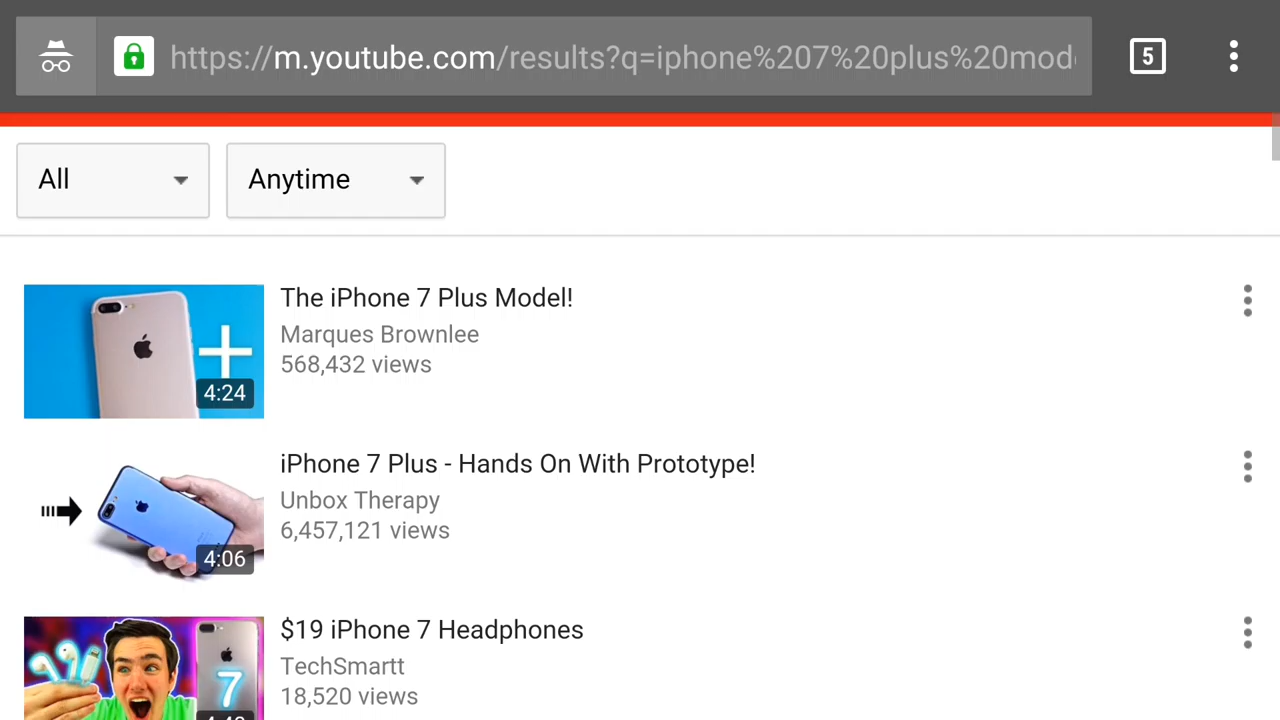 https://m.youtube.com/results?q=iphone%207%20plus%20mod
5
All
Anytime
The iPhone 7 Plus Model!
Marques Brownlee
568,432 views
4:24
iPhone 7 Plus - Hands On With Prototype!
Unbox Therapy
6,457,121 views
4:06
$19 iPhone 7 Headphones
TechSmartt
18,520 views
7